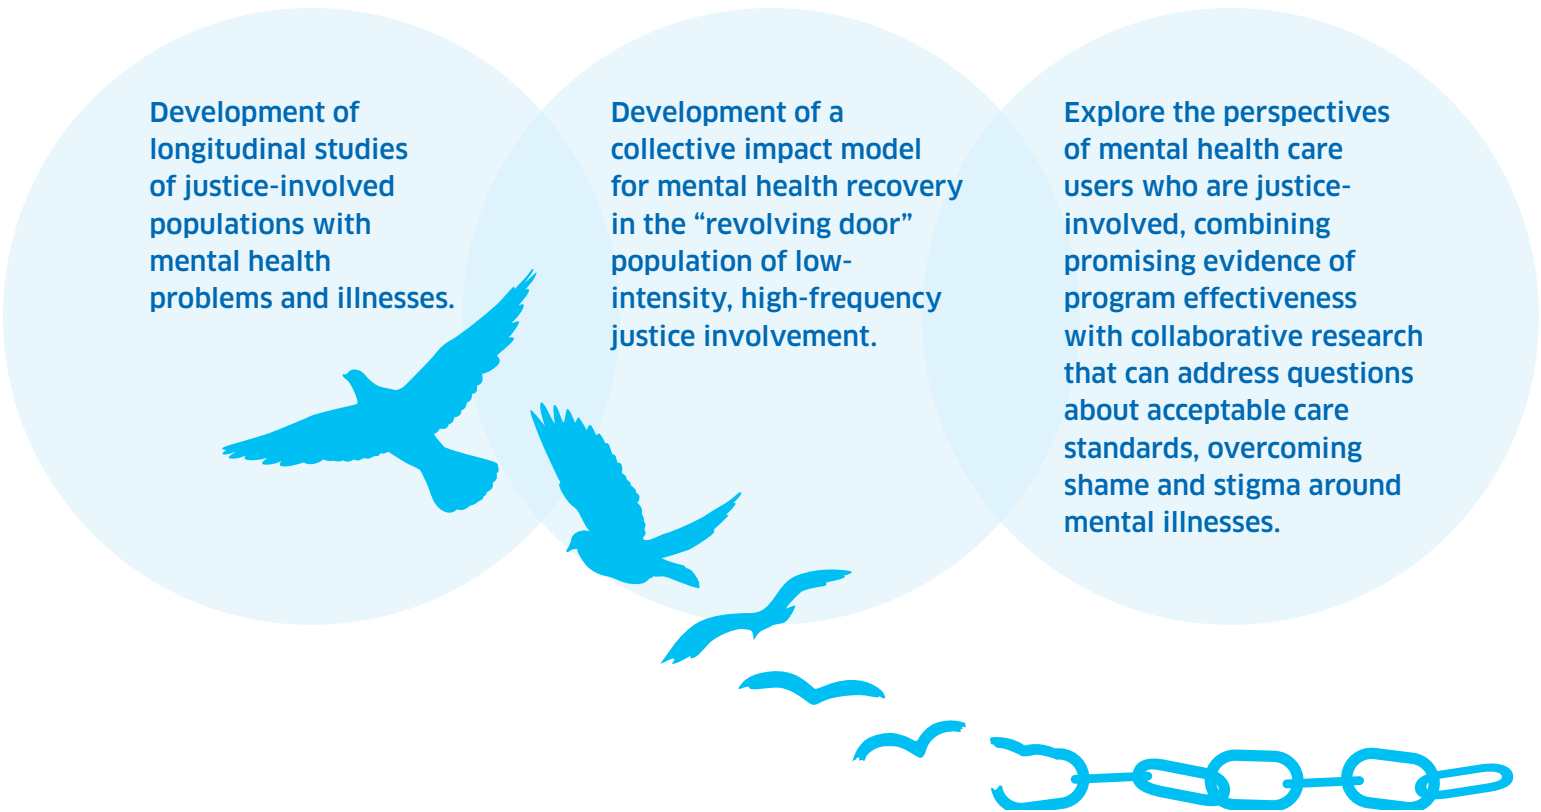 Development of
longitudinal studies
of justice-involved
populations with
mental health
problems and illnesses.
Development of a
collective impact model
for mental health recovery
in the “revolving door”
population of low-
intensity, high-frequency
justice involvement.
Explore the perspectives
of mental health care
users who are justice-
involved, combining
promising evidence of
program effectiveness
with collaborative research
that can address questions
about acceptable care
standards, overcoming
shame and stigma around
mental illnesses.